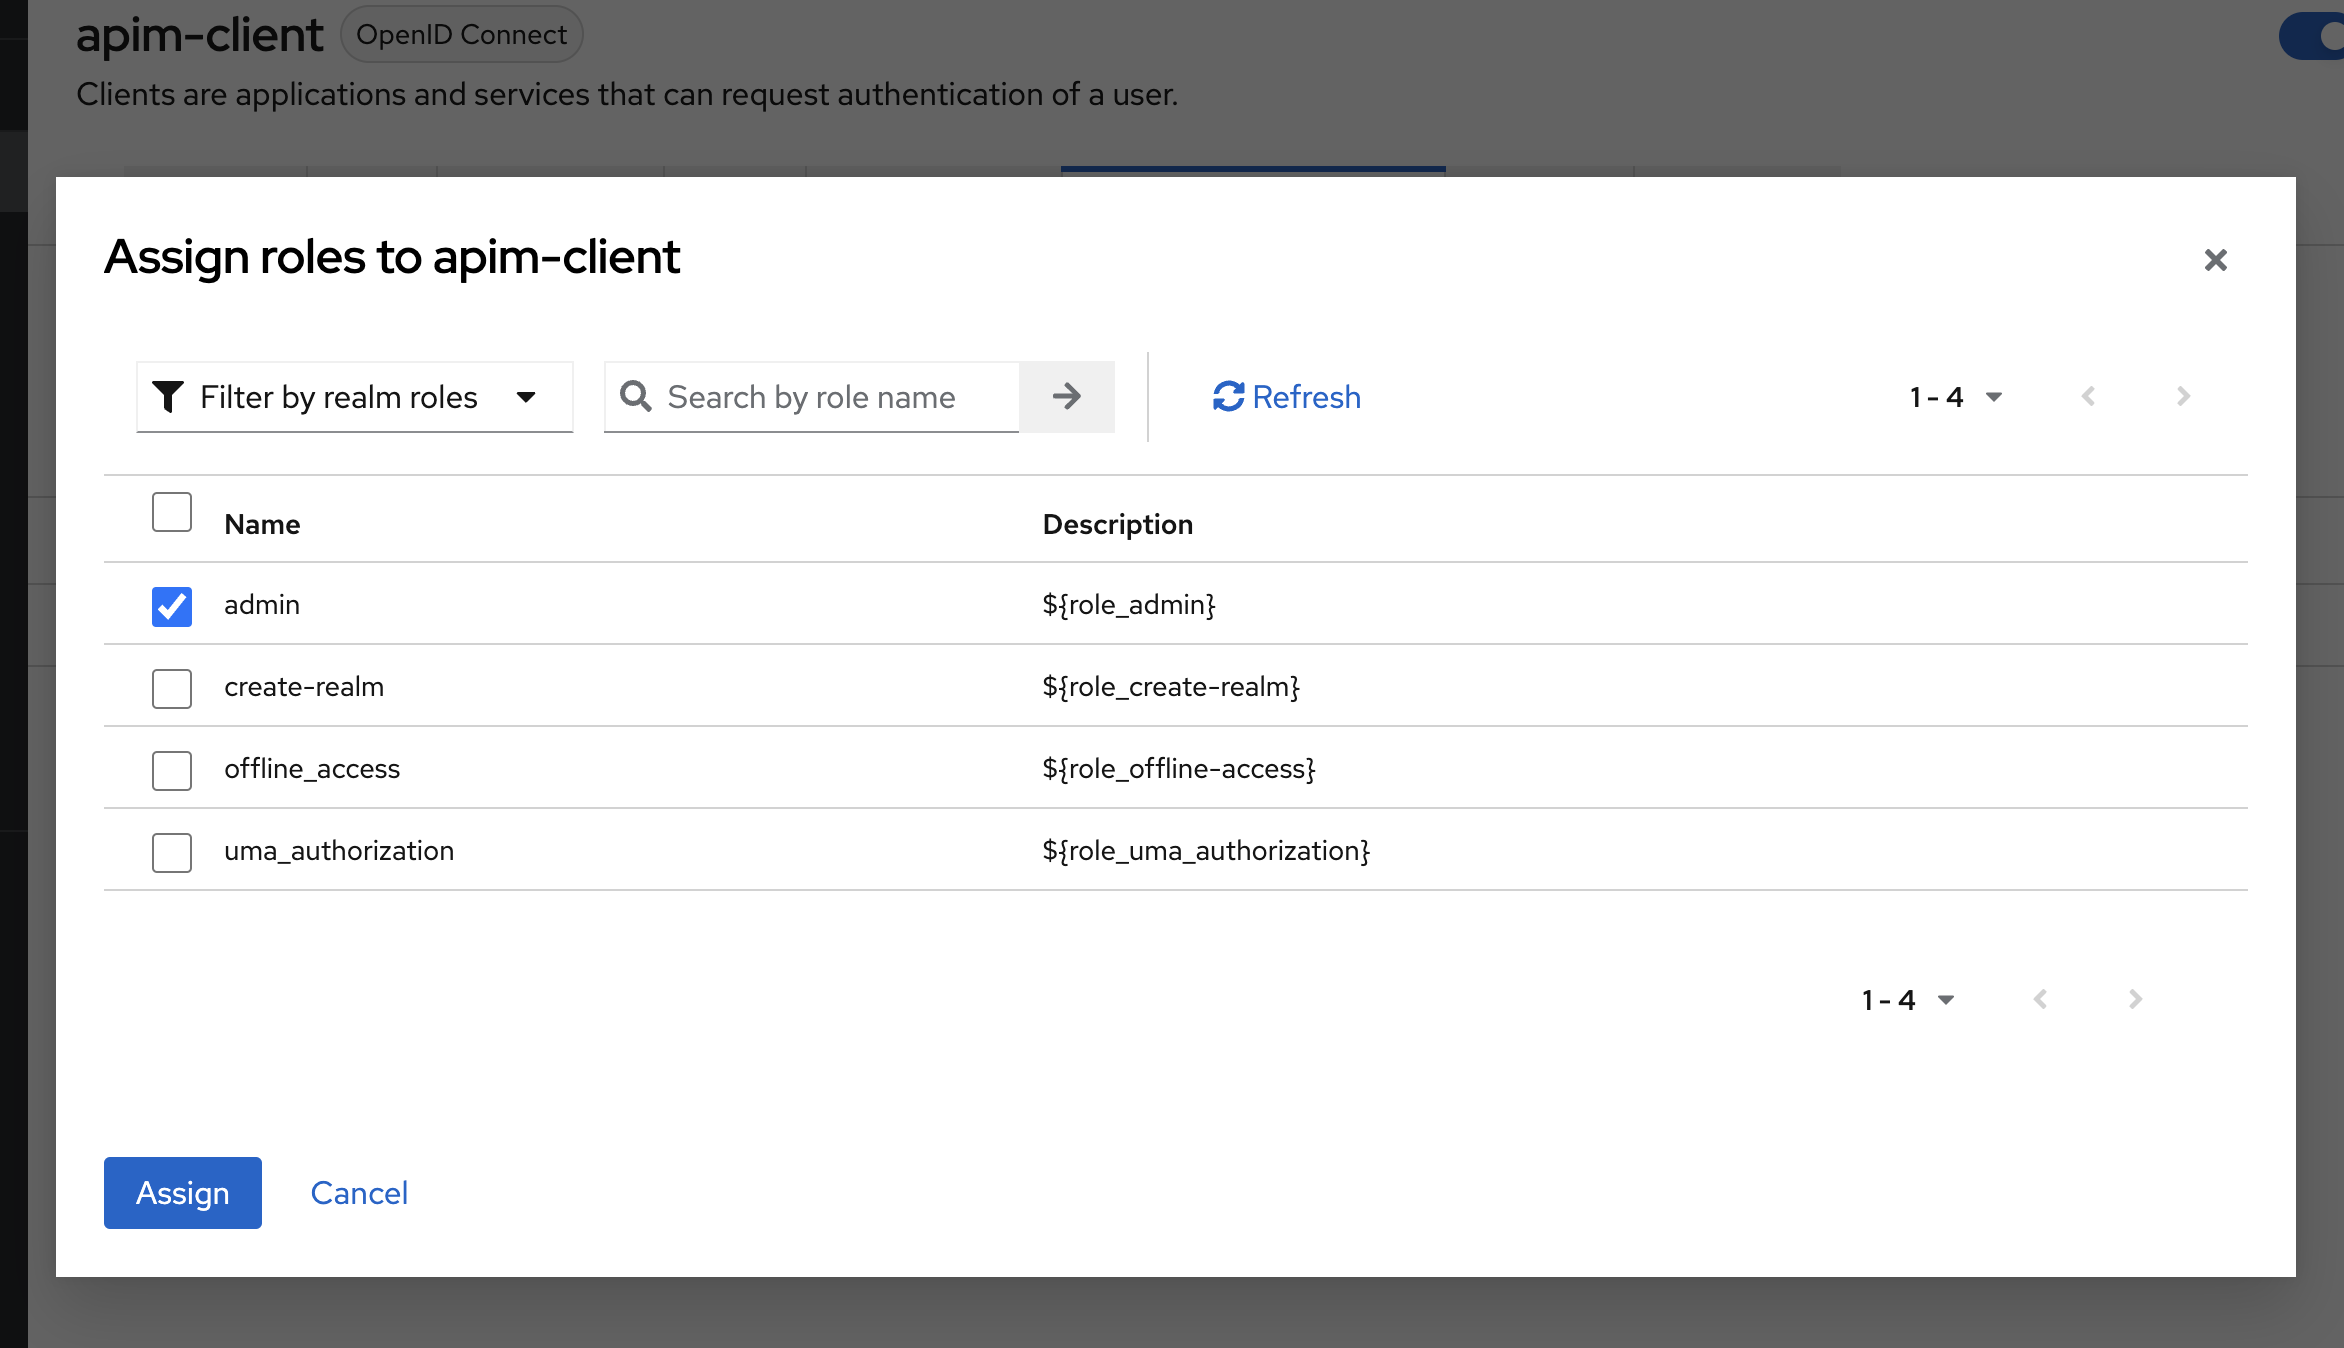 apim-client OpenID Connect
Clients are applications and services that can request authentication of a user.
Assign roles to apim-client
Filter by realm roles Search by role name Refresh 1 - 4
Name Description
admin ${role_admin}
create-realm ${role_create-realm}
offline_access ${role_offline-access}
uma_authorization ${role_uma_authorization}
1 - 4
Assign Cancel